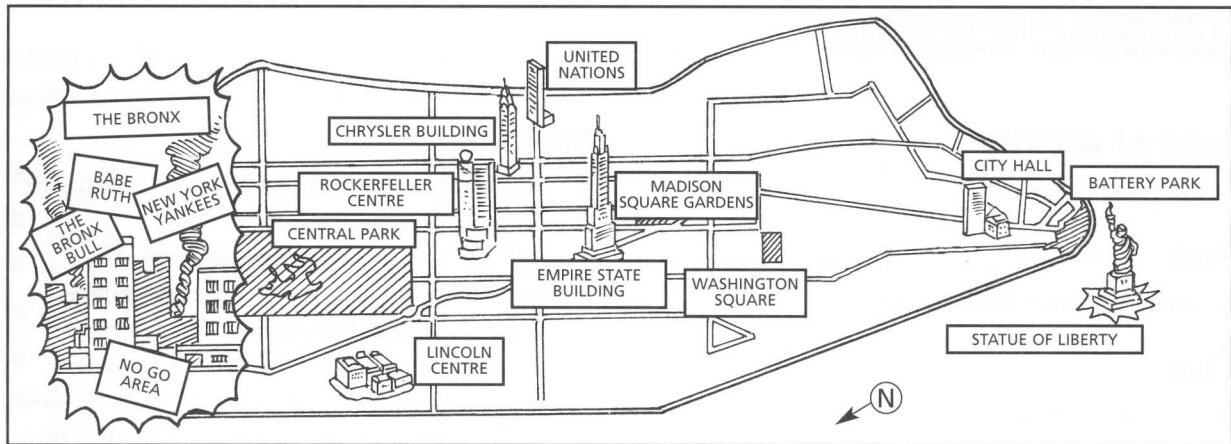 THE BRONX
BABE
RUTH
NEW YORK
YANKEES
THE
BRONX
BULL
NO GO
AREA
UNITED
NATIONS
CHRYSLER BUILDING
ROCKERFELLER
CENTRE
CENTRAL PARK
MADISON
SQUARE GARDENS
EMPIRE STATE
BUILDING
WASHINGTON
SQUARE
LINCOLN
CENTRE
CITY HALL
BATTERY PARK
STATUE OF LIBERTY
N